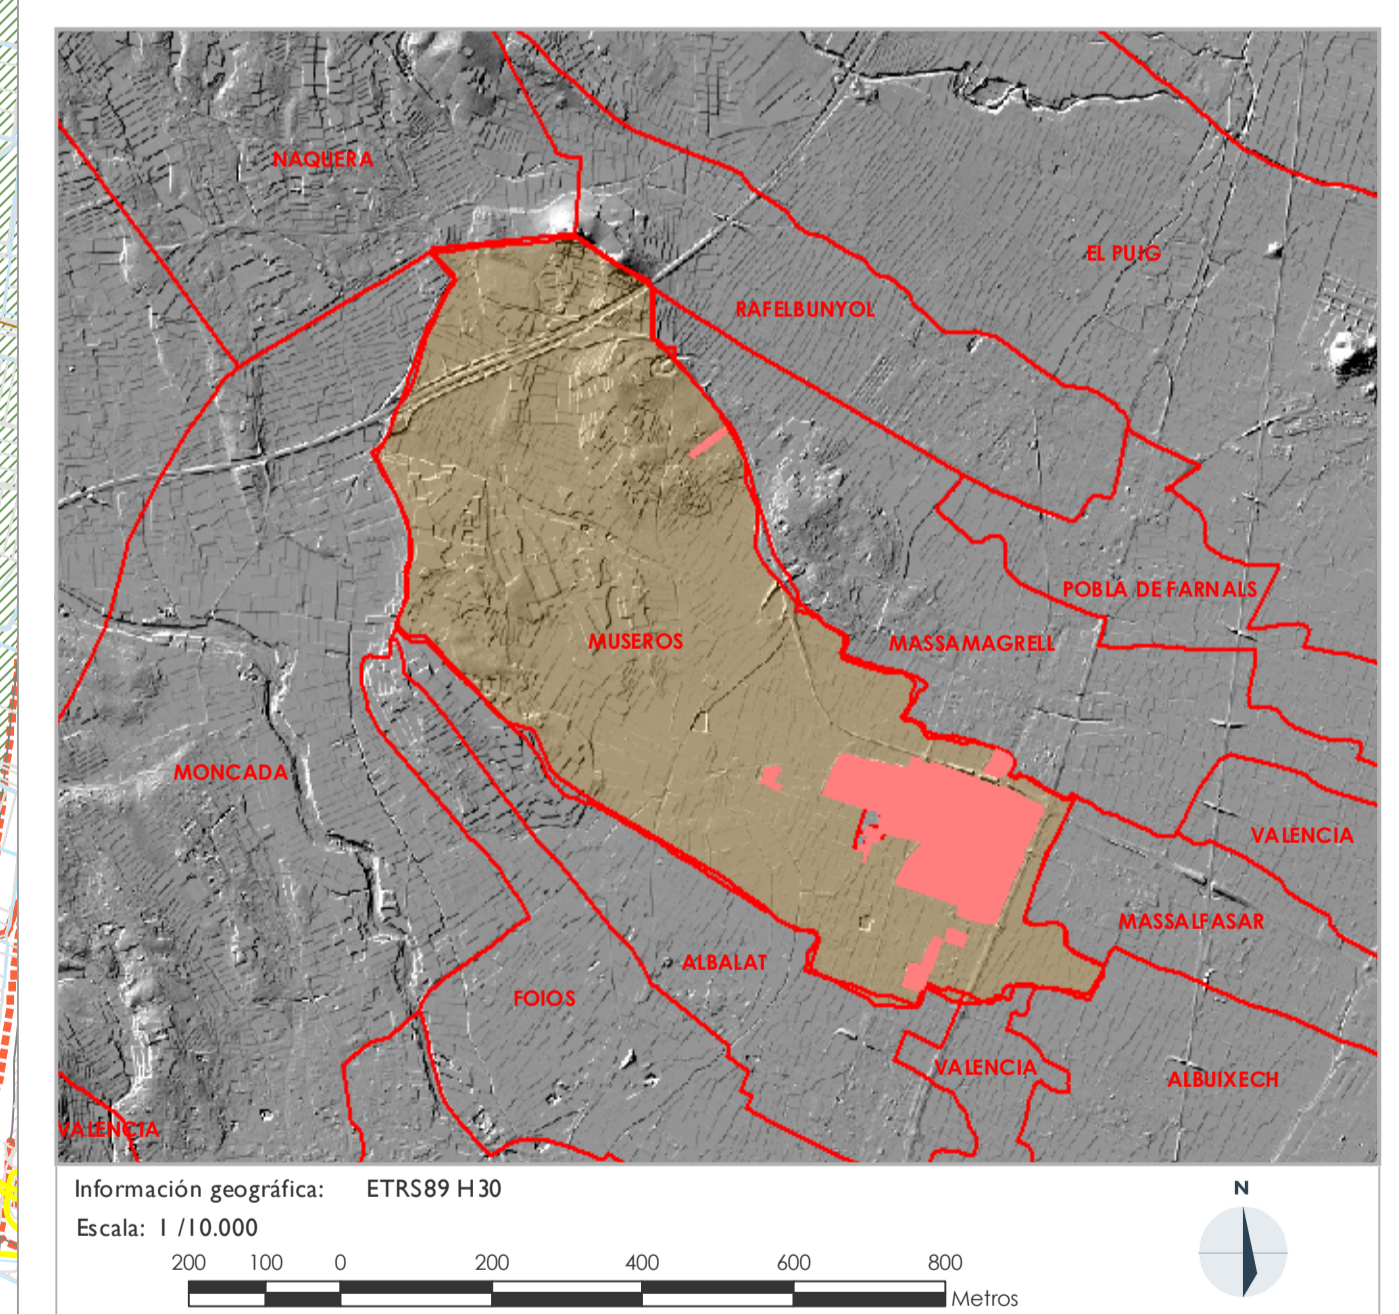 NAQUERA
EL PUIG
RAFELBUNYOL
POBLA DE FARNALS
MUSEROS
MASSAMAGRELL
MONCADA
VALENCIA
MASSALFASAR
ALBALAT
FOIOS
VALENCIA
ALBUIXECH
VALENCIA
Información geográfica: ETRS89 H30
N
Escala: 1 /10.000
200 100 0 200 400 600 800
Metros